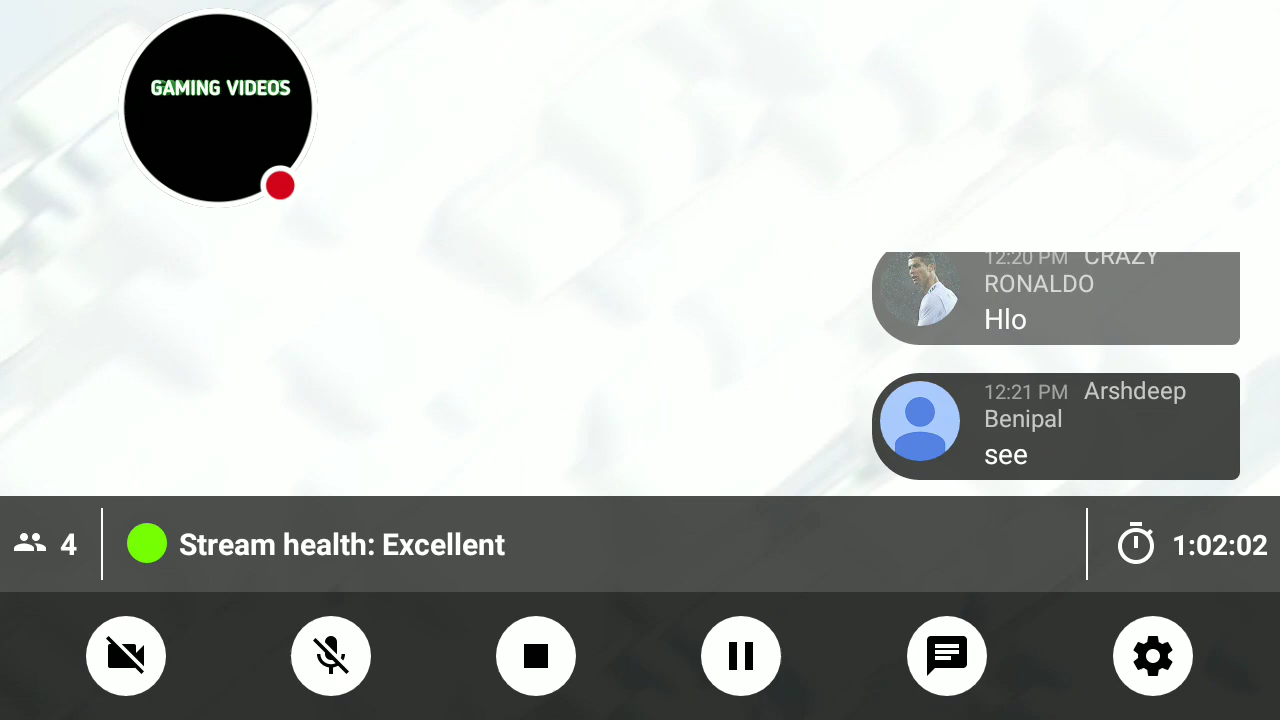 GAMING VIDEOS
12:20 PM CRAZY
RONALDO
Hlo
12:21 PM Arshdeep
Benipal
see
4
Stream health: Excellent
1:02:02